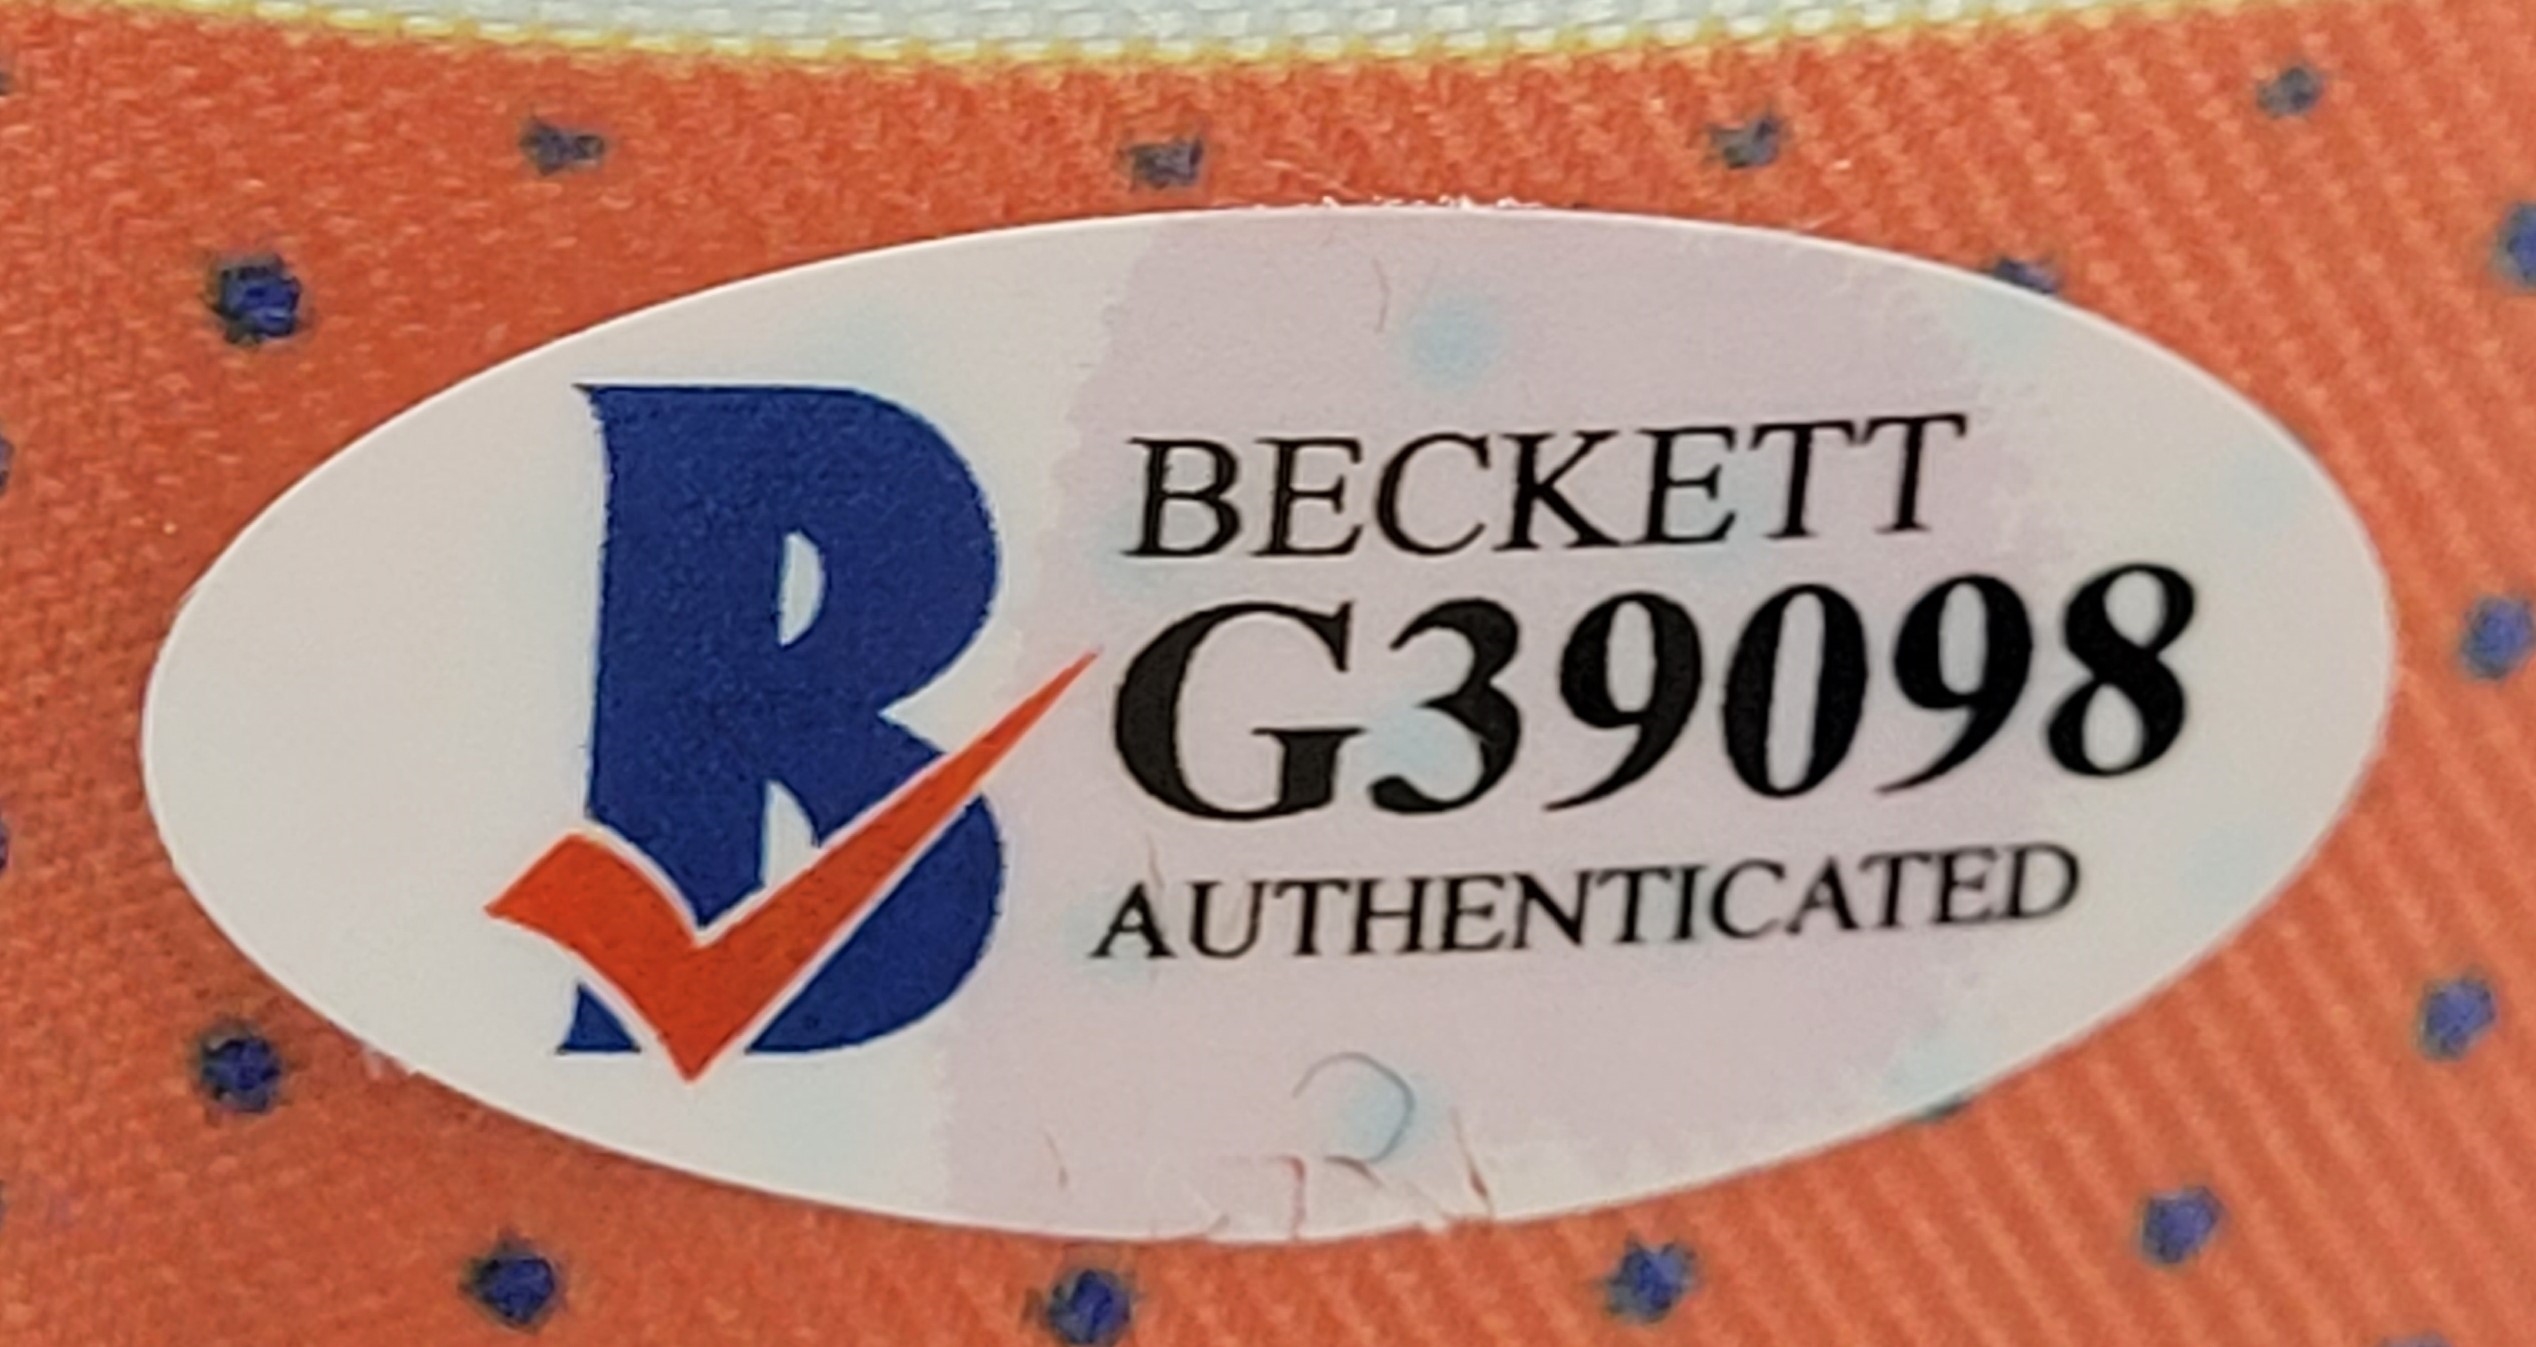 B
BECKETT
G39098
AUTHENTICATED